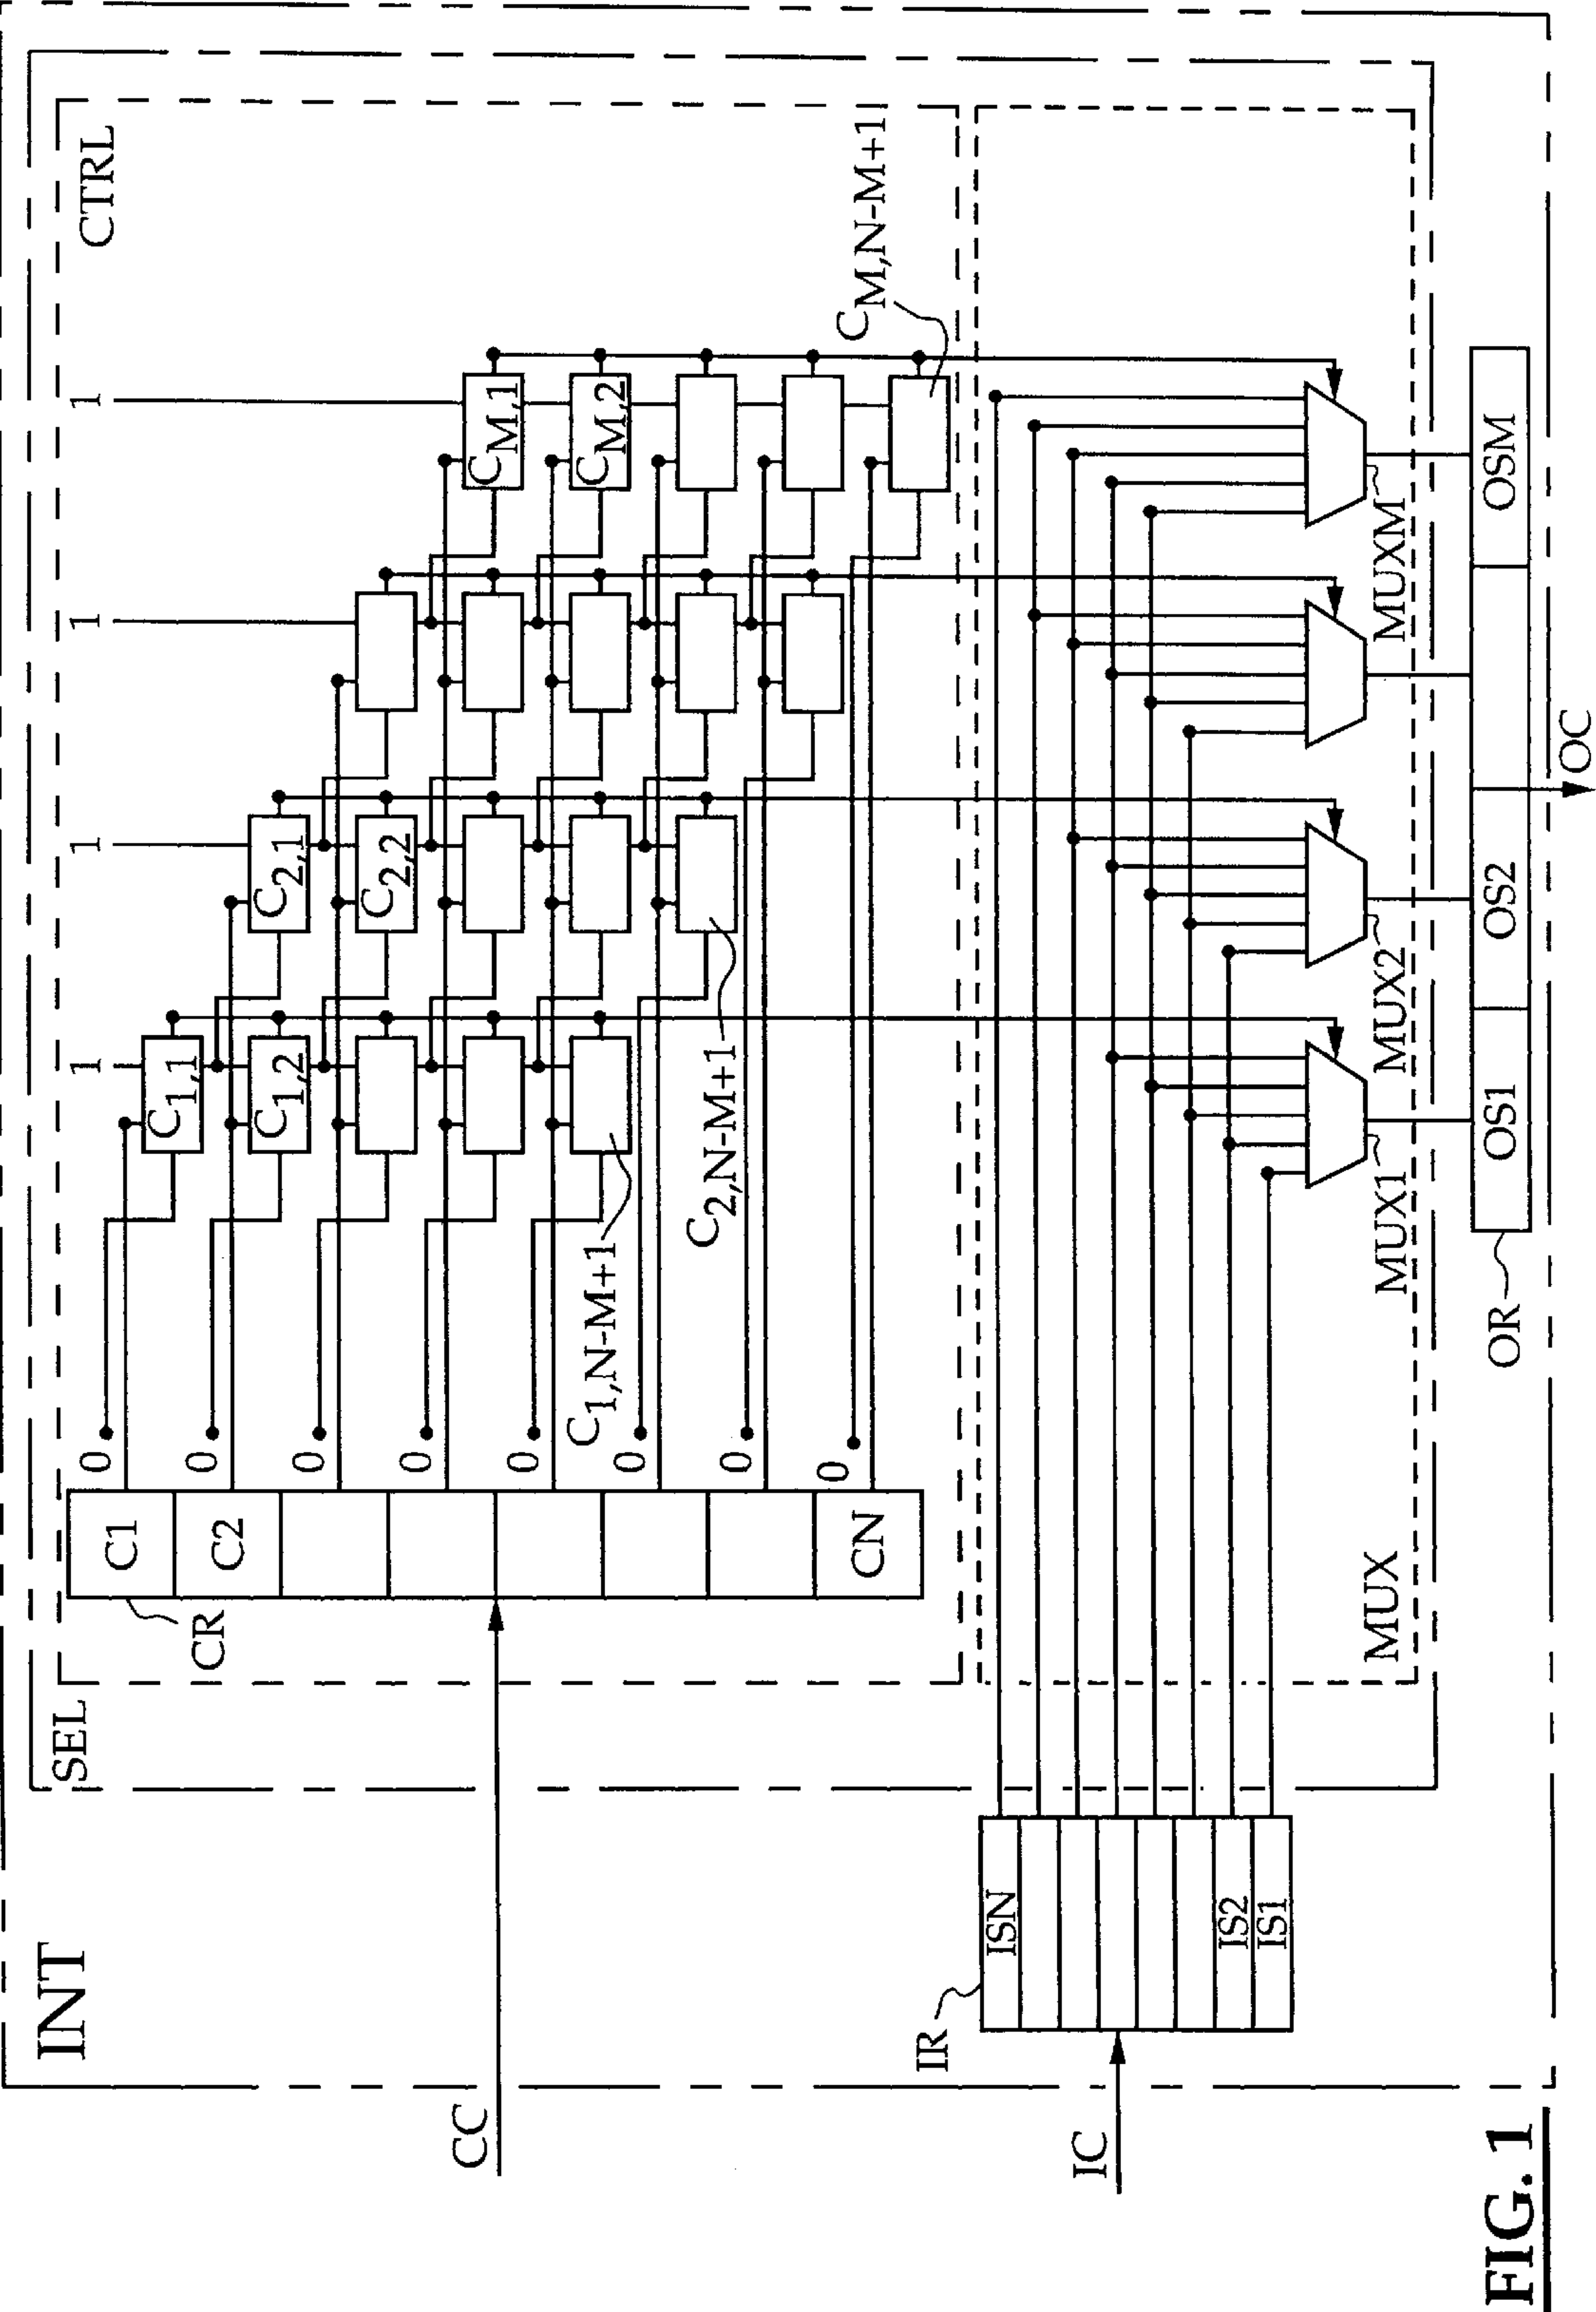 INT
SEL
CTRL
1
1
1
1
0
0
0
0
0
0
0
0
C1
C2
CN
CR
C1,1
C1,2
C1,N-M+1
C2,1
C2,2
C2,N-M+1
CM,1
CM,2
CM,N-M+1
CC
IC
IR
ISN
IS2
IS1
MUX
MUX1
MUX2
MUXM
OR
OS1
OS2
OSM
OC
FIG. 1